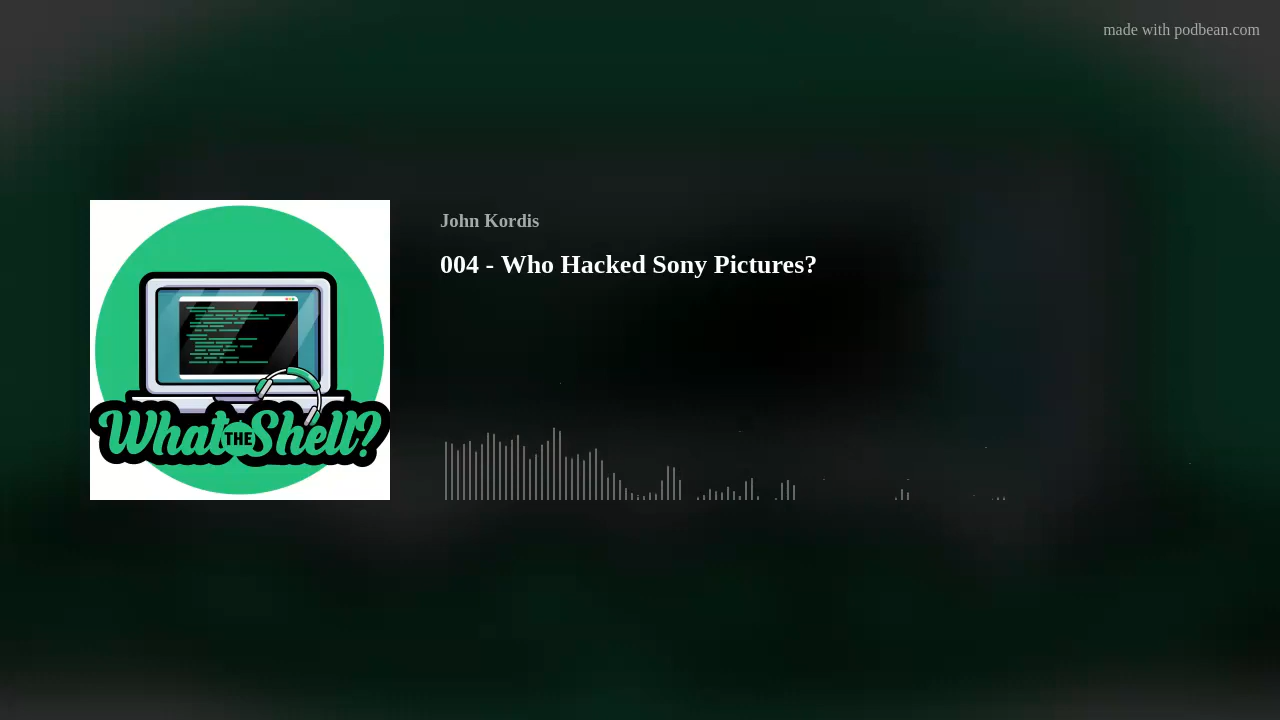 made with podbean.com
John Kordis
004 - Who Hacked Sony Pictures?
What THE Shell?